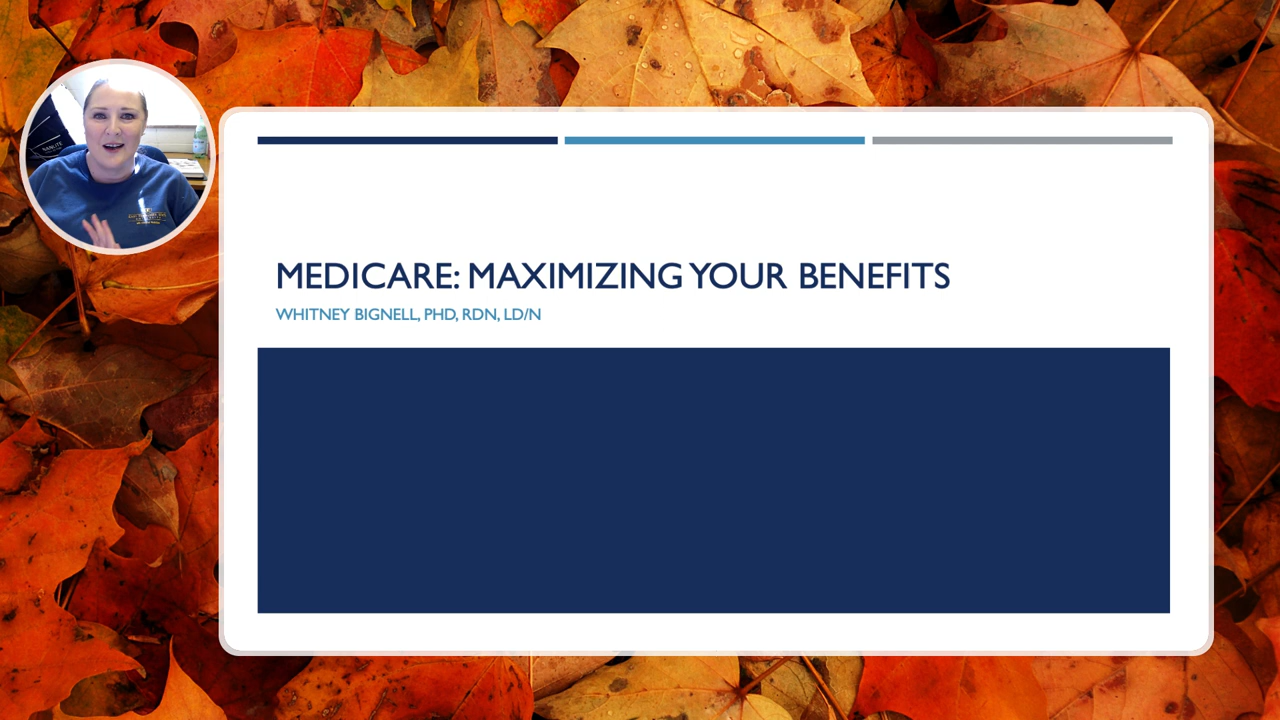 MEDICARE: MAXIMIZING YOUR BENEFITS
WHITNEY BIGNELL, PHD, RDN, LD/N